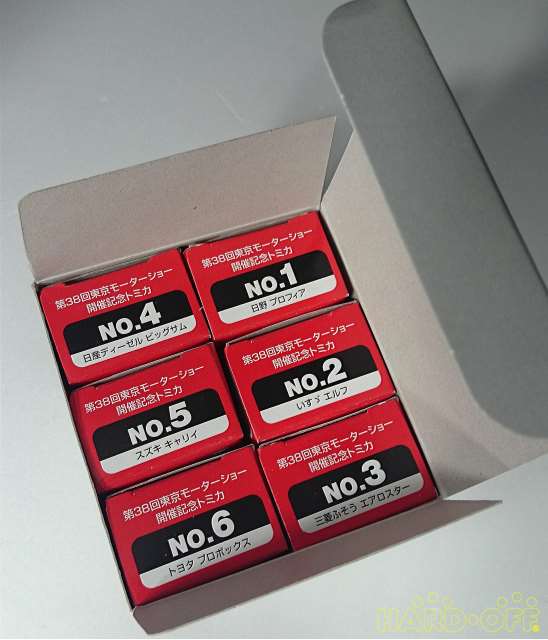 第38回東京モーターショー
開催記念トミカ
NO.4
日産ディーゼル ビッグサム
第38回東京モーターショー
開催記念トミカ
NO.1
日野 プロフィア
第38回東京モーターショー
開催記念トミカ
NO.5
スズキ キャリイ
第38回東京モーターショー
開催記念トミカ
NO.2
いすゞ エルフ
第38回東京モーターショー
開催記念トミカ
NO.6
トヨタ プロボックス
第38回東京モーターショー
開催記念トミカ
NO.3
三菱ふそう エアロスター
HARD・OFF